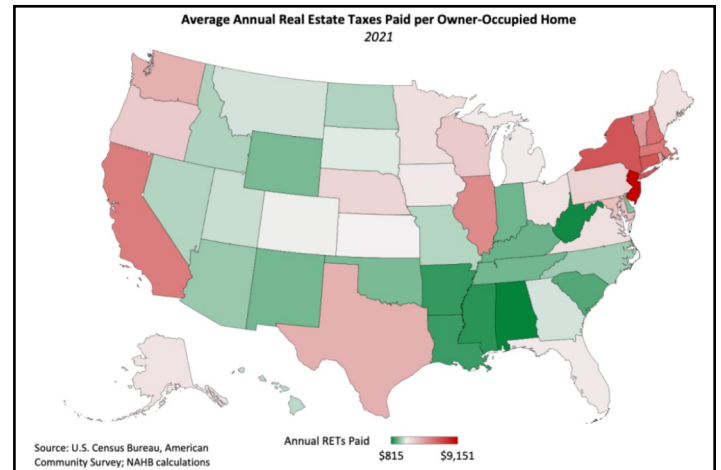 Average Annual Real Estate Taxes Paid per Owner-Occupied Home
2021
Annual RETs Paid
$815
$9,151
Source: U.S. Census Bureau, American
Community Survey; NAHB calculations